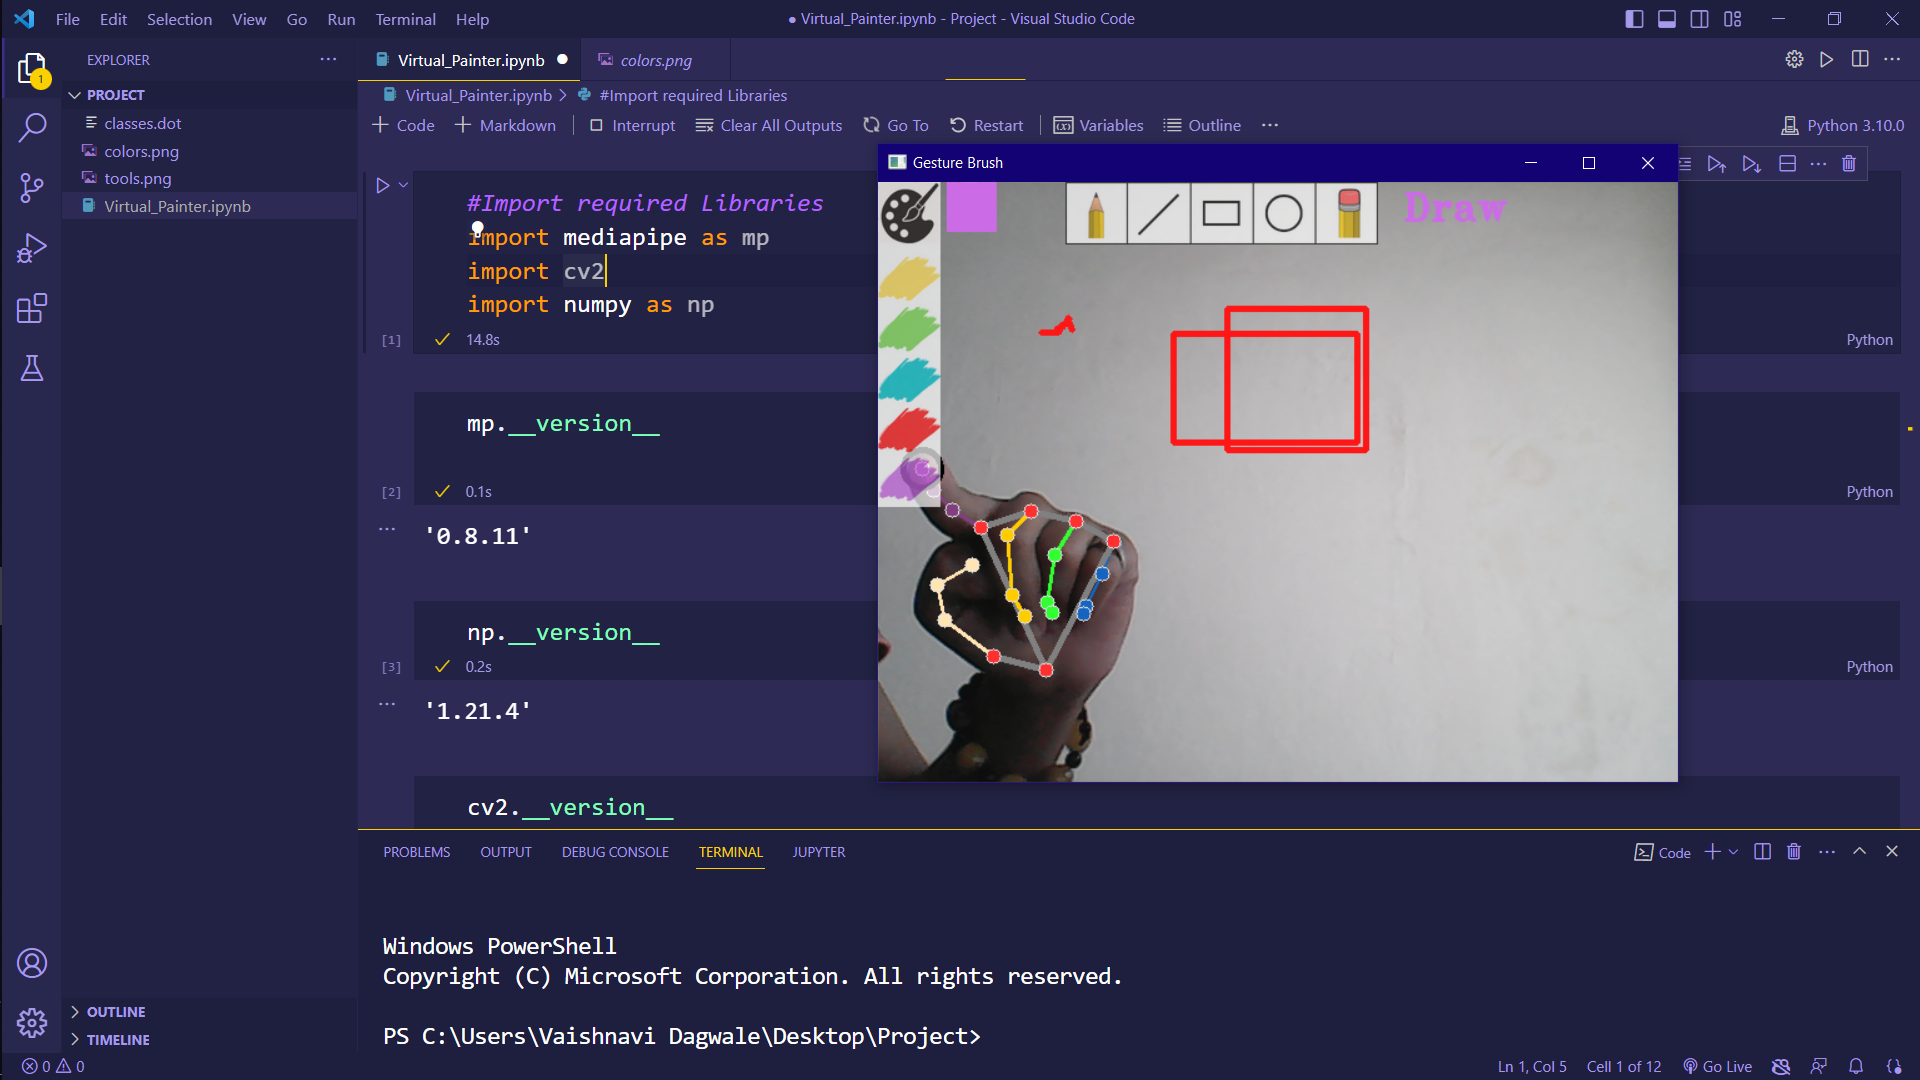 File Edit Selection View Go Run Terminal Help
● Virtual_Painter.ipynb - Project - Visual Studio Code
EXPLORER
1
PROJECT
classes.dot
colors.png
tools.png
Virtual_Painter.ipynb
OUTLINE
TIMELINE
Virtual_Painter.ipynb
colors.png
Virtual_Painter.ipynb > #Import required Libraries
+ Code + Markdown Interrupt Clear All Outputs Go To Restart Variables Outline ...
Python 3.10.0
#Import required Libraries
import mediapipe as mp
import cv2
import numpy as np
[1] 14.8s Python
mp.__version__
[2] 0.1s Python
'0.8.11'
np.__version__
[3] 0.2s Python
'1.21.4'
cv2.__version__
Gesture Brush
Draw
PROBLEMS OUTPUT DEBUG CONSOLE TERMINAL JUPYTER
Code
Windows PowerShell
Copyright (C) Microsoft Corporation. All rights reserved.
PS C:\Users\Vaishnavi Dagwale\Desktop\Project>
0 0
Ln 1, Col 5 Cell 1 of 12 Go Live